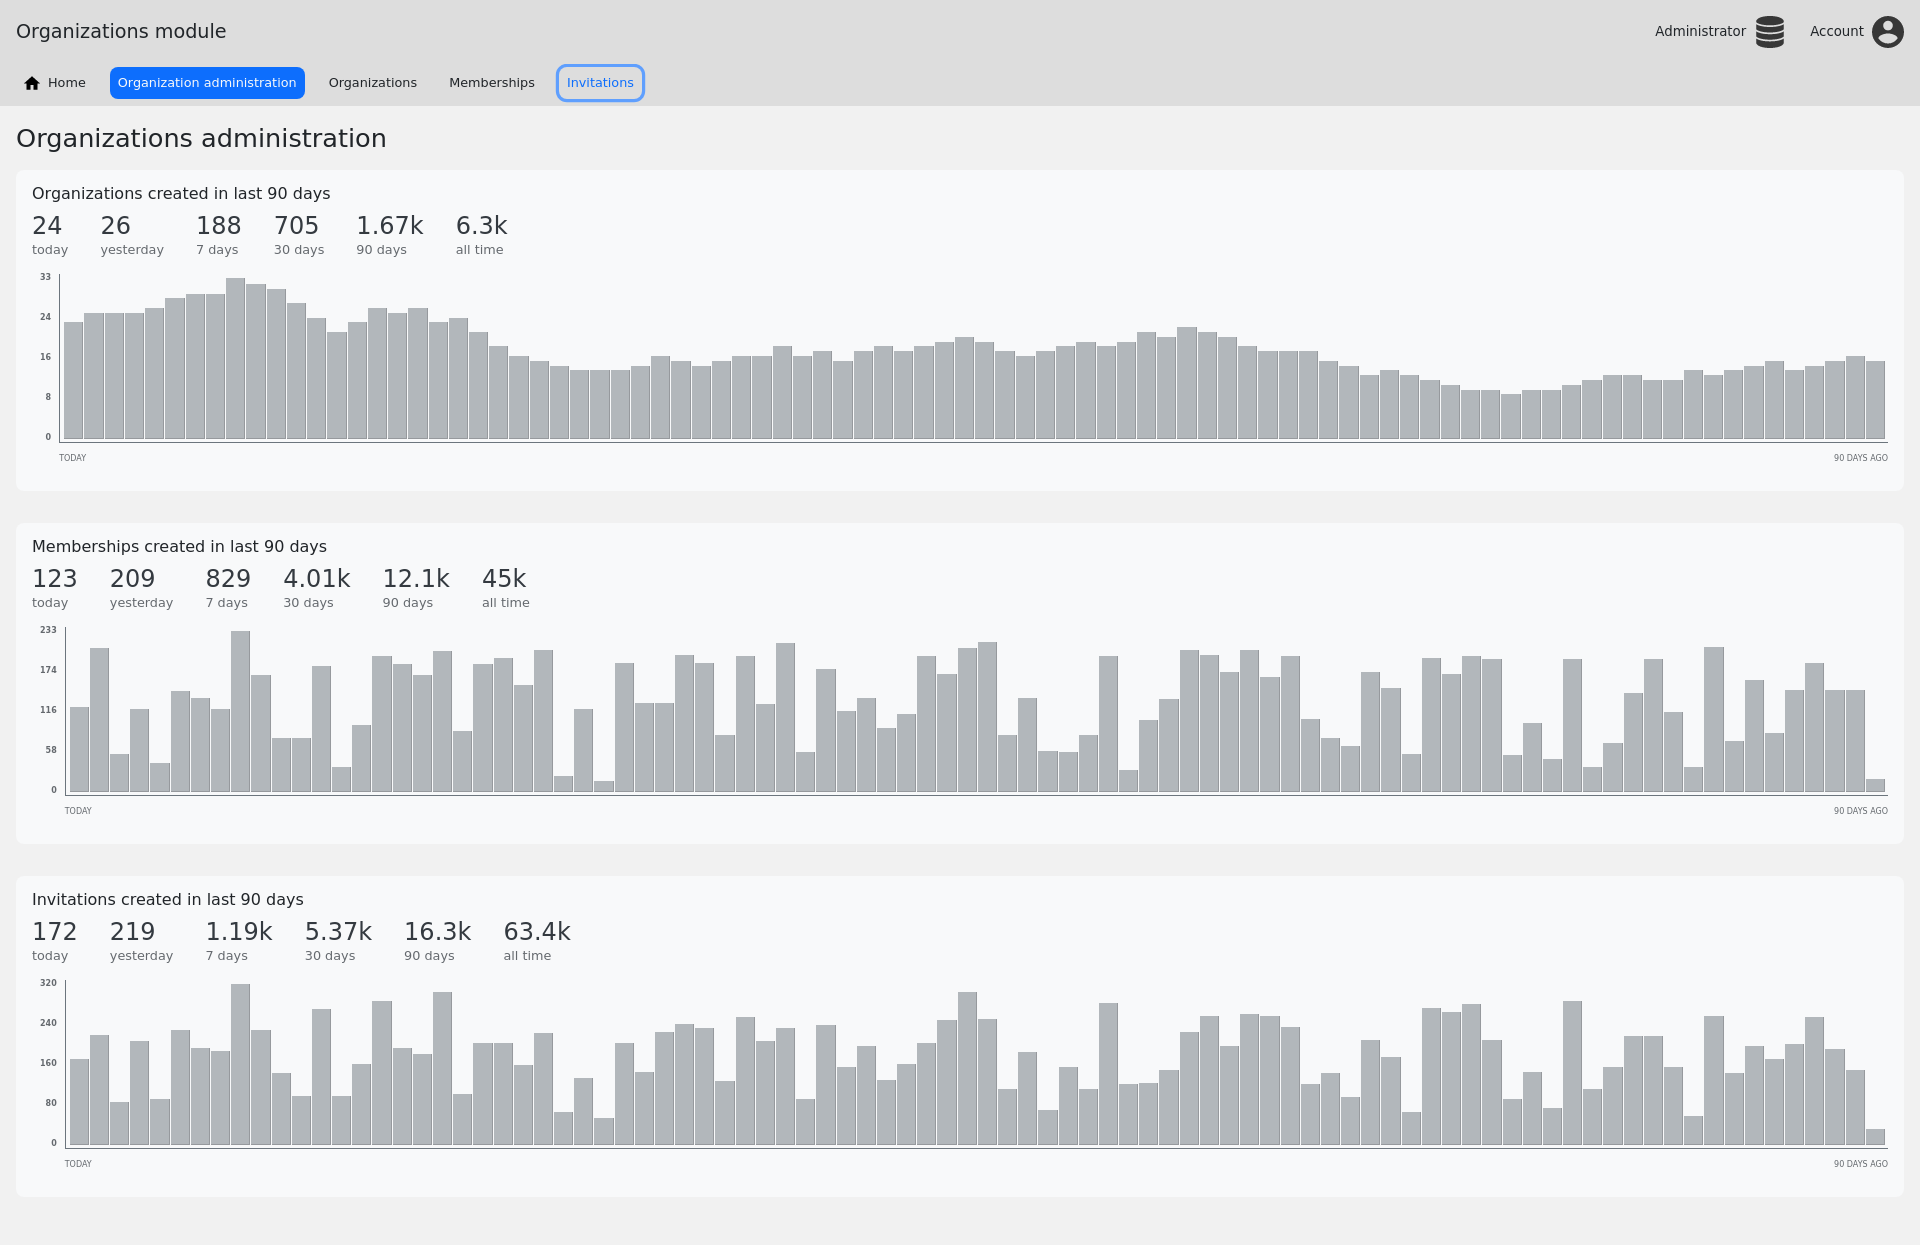 Organizations module
Administrator
Account
Home
Organization administration
Organizations
Memberships
Invitations
Organizations administration
Organizations created in last 90 days
24 26 188 705 1.67k 6.3k
today yesterday 7 days 30 days 90 days all time
33
24
16
8
0
TODAY 90 DAYS AGO
Memberships created in last 90 days
123 209 829 4.01k 12.1k 45k
today yesterday 7 days 30 days 90 days all time
233
174
116
58
0
TODAY 90 DAYS AGO
Invitations created in last 90 days
172 219 1.19k 5.37k 16.3k 63.4k
today yesterday 7 days 30 days 90 days all time
320
240
160
80
0
TODAY 90 DAYS AGO